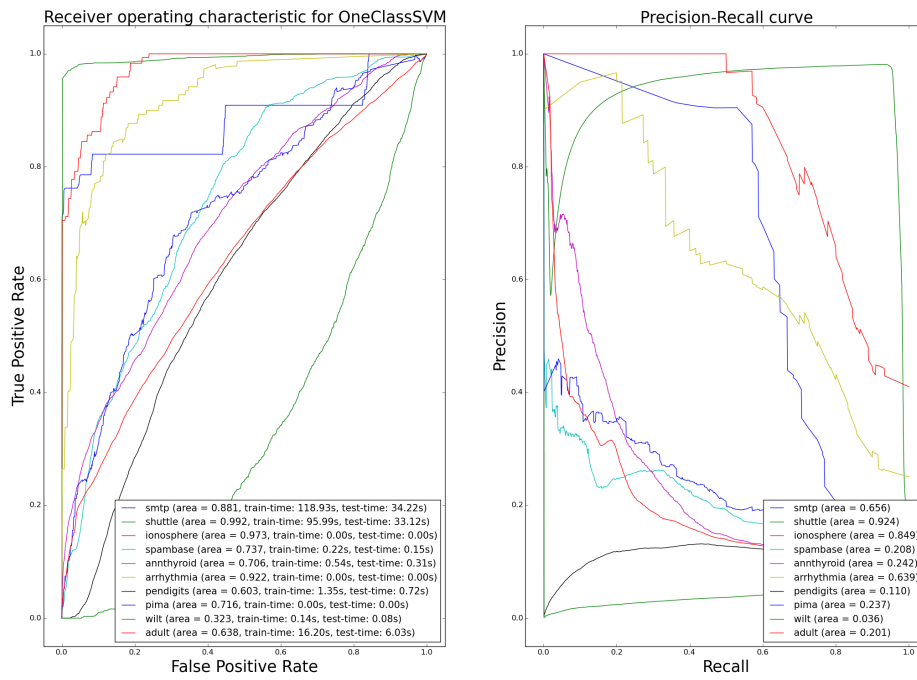 Receiver operating characteristic for OneClassSVM
1.0
0.8
0.6
0.4
0.2
0.0
True Positive Rate
0.0 0.2 0.4 0.6 0.8 1.0
False Positive Rate
smtp (area = 0.881, train-time: 118.93s, test-time: 34.22s)
shuttle (area = 0.992, train-time: 95.99s, test-time: 33.12s)
ionosphere (area = 0.973, train-time: 0.00s, test-time: 0.00s)
spambase (area = 0.737, train-time: 0.22s, test-time: 0.15s)
annthyroid (area = 0.706, train-time: 0.54s, test-time: 0.31s)
arrhythmia (area = 0.922, train-time: 0.00s, test-time: 0.00s)
pendigits (area = 0.603, train-time: 1.35s, test-time: 0.72s)
pima (area = 0.716, train-time: 0.00s, test-time: 0.00s)
wilt (area = 0.323, train-time: 0.14s, test-time: 0.08s)
adult (area = 0.638, train-time: 16.20s, test-time: 6.03s)
Precision-Recall curve
1.0
0.8
0.6
0.4
0.2
0.0
Precision
0.0 0.2 0.4 0.6 0.8 1.0
Recall
smtp (area = 0.656)
shuttle (area = 0.924)
ionosphere (area = 0.849)
spambase (area = 0.208)
annthyroid (area = 0.242)
arrhythmia (area = 0.639)
pendigits (area = 0.110)
pima (area = 0.237)
wilt (area = 0.036)
adult (area = 0.201)